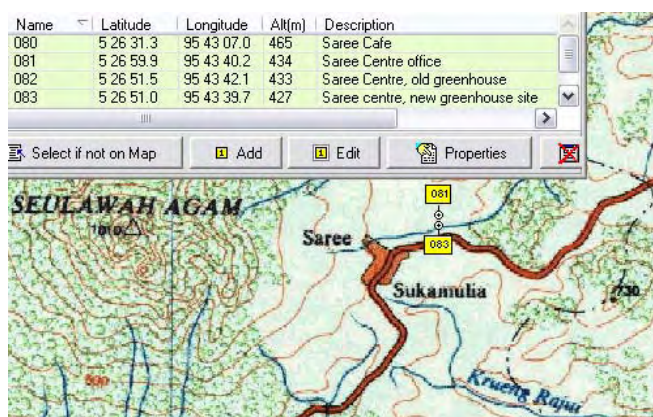 Name Latitude Longitude Alt(m) Description
080 5 26 31.3 95 43 07.0 465 Saree Cafe
081 5 26 59.9 95 43 40.2 434 Saree Centre office
082 5 26 51.5 95 43 42.1 433 Saree Centre, old greenhouse
083 5 26 51.0 95 43 39.7 427 Saree centre, new greenhouse site
Select if not on Map Add Edit Properties
081
SEULAWAH AGAM
1810
Saree 083
Sukamulia
730
Krueng Rajui